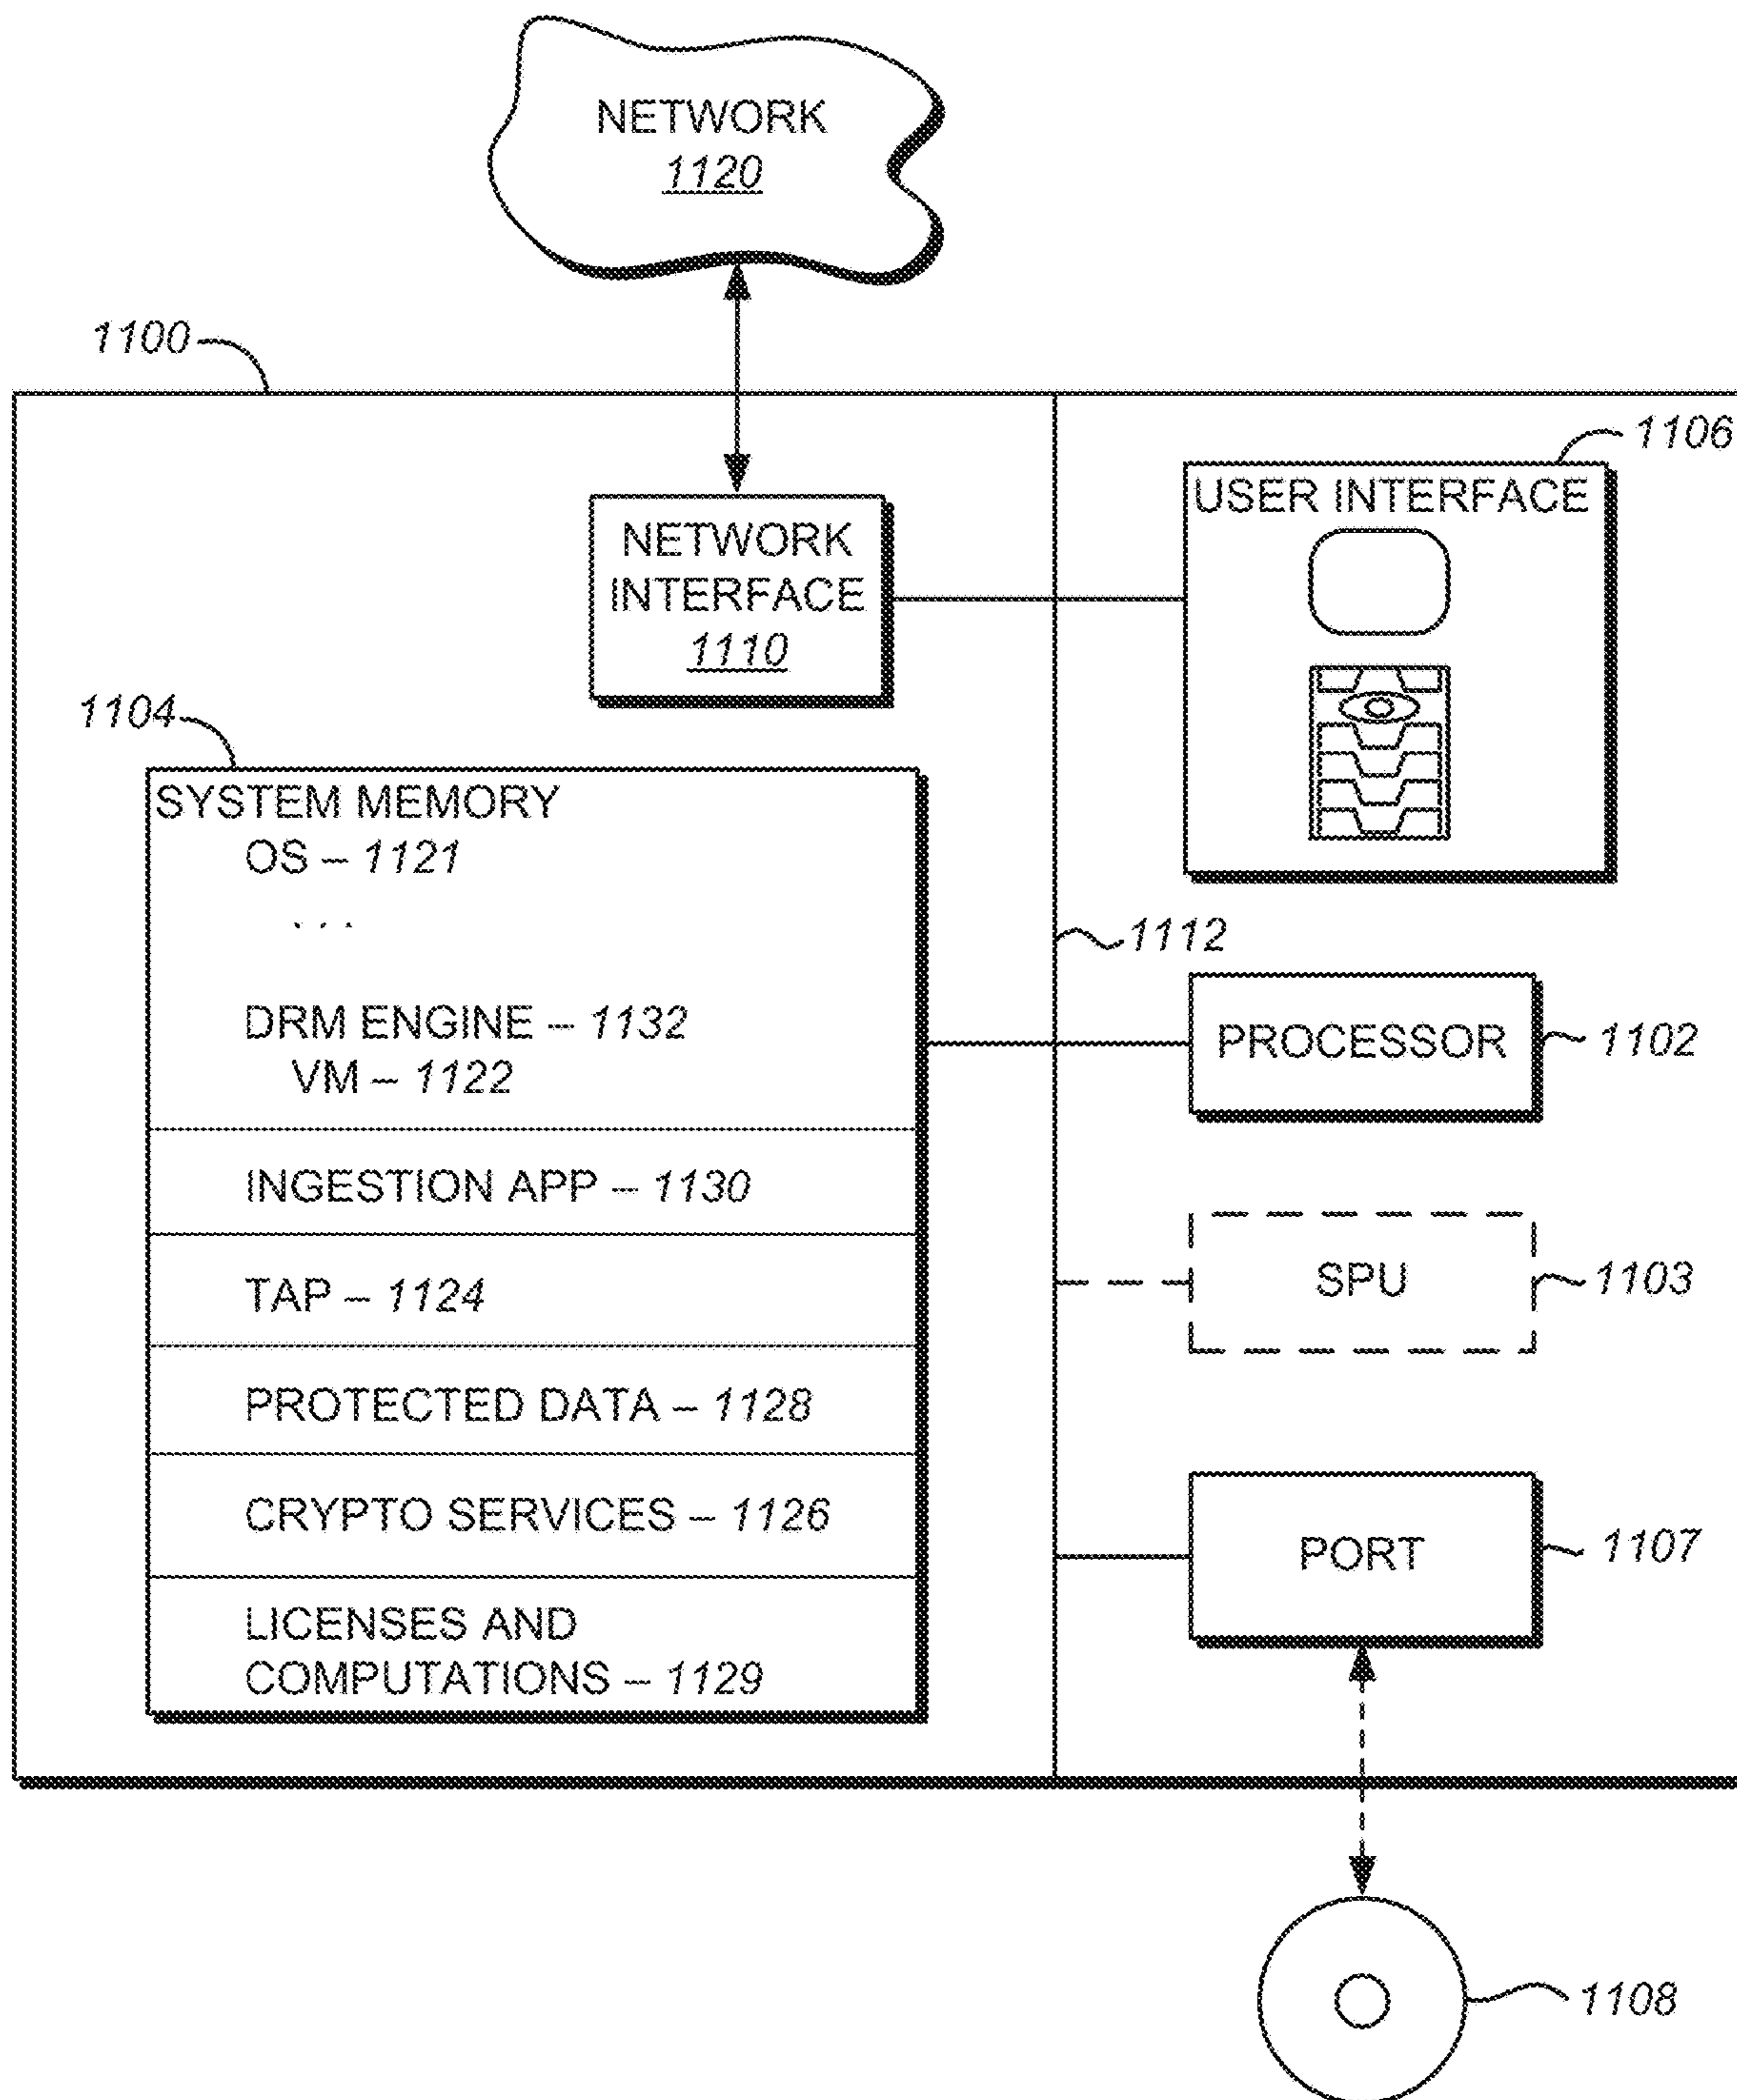 NETWORK
1120
1100
1106
USER INTERFACE
NETWORK
INTERFACE
1110
1104
SYSTEM MEMORY
OS – 1121
. . .
DRM ENGINE – 1132
VM – 1122
INGESTION APP – 1130
TAP – 1124
PROTECTED DATA – 1128
CRYPTO SERVICES – 1126
LICENSES AND
COMPUTATIONS – 1129
1112
PROCESSOR
1102
SPU
1103
PORT
1107
1108